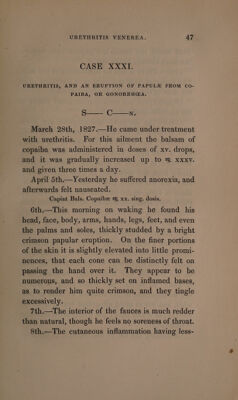 URETHRITIS VENEREA. 47
CASE XXXI.
URETHRITIS, AND AN ERUPTION OF PAPULÆ FROM CO-
PAIBA, OR GONORRHŒA.
S—— C——N.
March 28th, 1827.—He came under treatment
with urethritis. For this ailment the balsam of
copaiba was administered in doses of xv. drops,
and it was gradually increased up to ♏ xxxv.
and given three times a day.
April 5th.—Yesterday he suffered anorexia, and
afterwards felt nauseated.
Capiat Bals. Copaibæ ♏ xx. sing. dosis.
6th.—This morning on waking he found his
head, face, body, arms, hands, legs, feet, and even
the palms and soles, thickly studded by a bright
crimson papular eruption. On the finer portions
of the skin it is slightly elevated into little promi-
nences, that each cone can be distinctly felt on
passing the hand over it. They appear to be
numerous, and so thickly set on inflamed bases,
as to render him quite crimson, and they tingle
excessively.
7th.—The interior of the fauces is much redder
than natural, though he feels no soreness of throat.
8th.—The cutaneous inflammation having less-